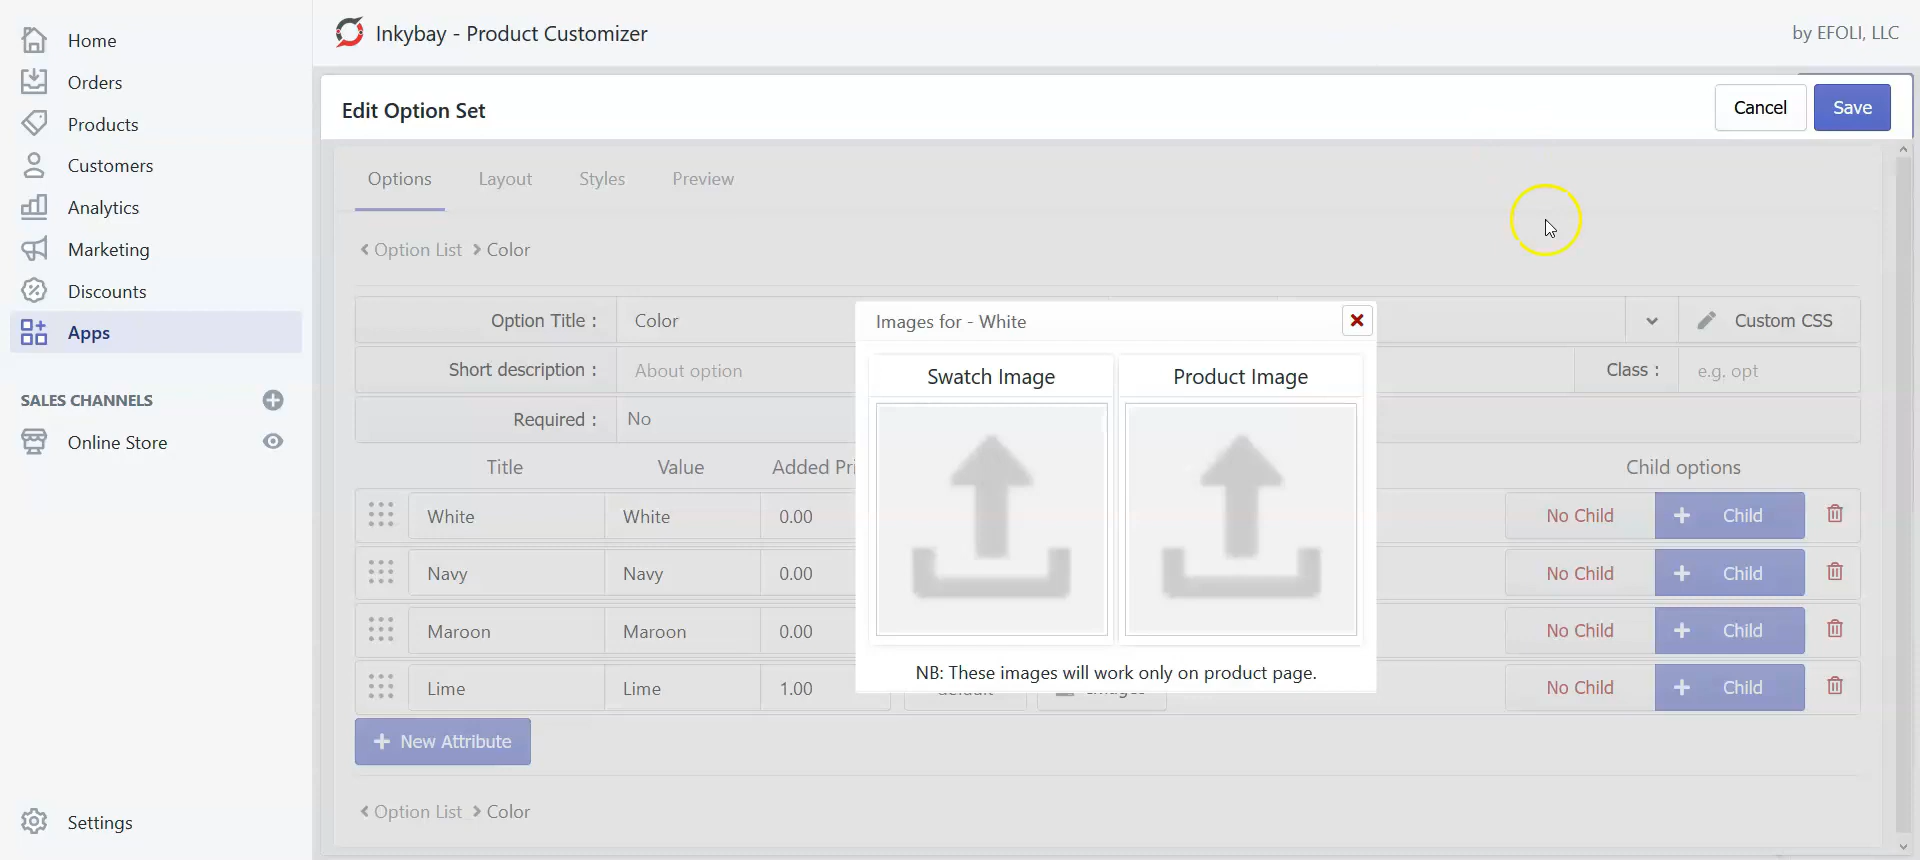 Home
Orders
Products
Customers
Analytics
Marketing
Discounts
Apps
SALES CHANNELS
Online Store
Settings
Inkybay - Product Customizer
by EFOLI, LLC
Edit Option Set
Cancel
Save
Options Layout Styles Preview
Option List Color
Option Title : Color
Custom CSS
Short description : About option
Class : e.g. opt
Required : No
Title Value Added Pri
Child options
White White 0.00 No Child + Child
Navy Navy 0.00 No Child + Child
Maroon Maroon 0.00 No Child + Child
Lime Lime 1.00 No Child + Child
+ New Attribute
Option List Color
Images for - White
Swatch Image Product Image
NB: These images will work only on product page.